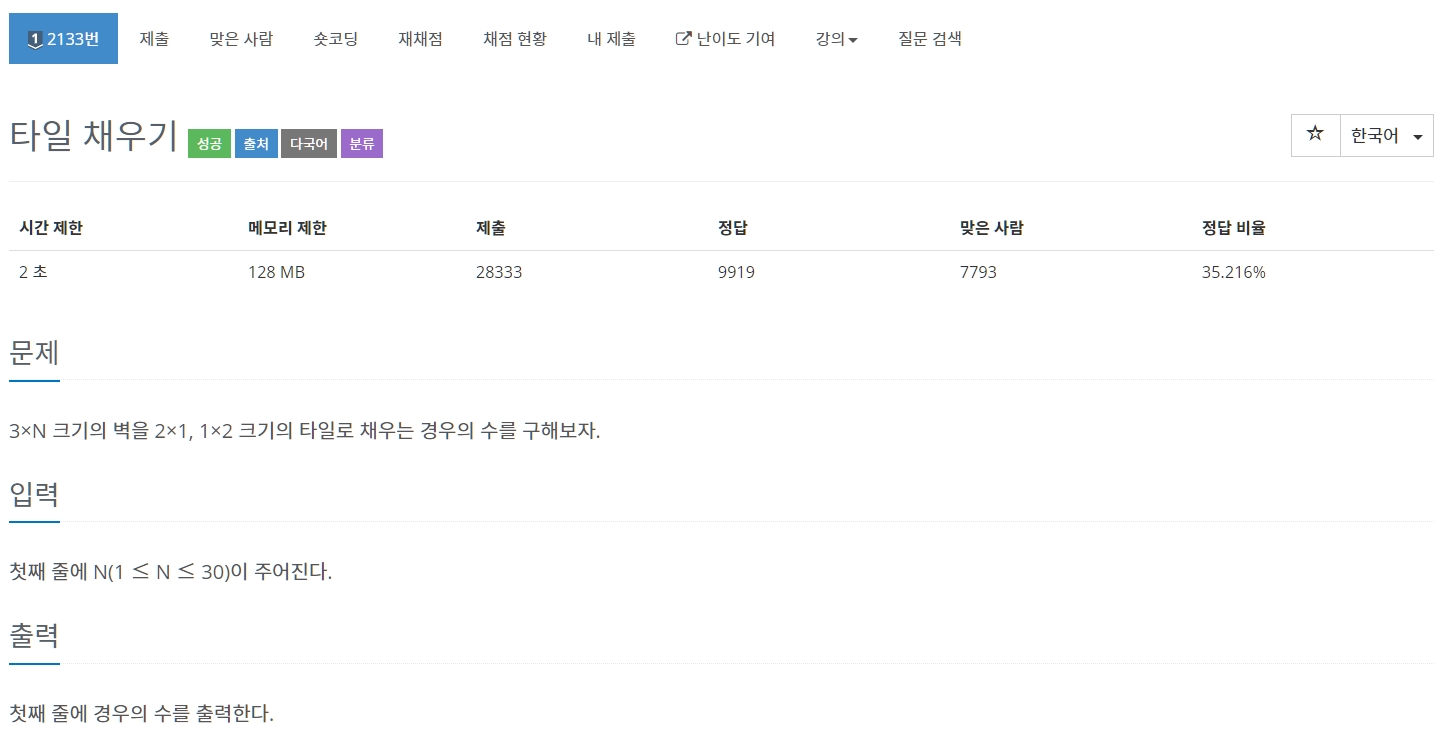 1 2133번 제출 맞은 사람 숏코딩 재채점 채점 현황 내 제출 난이도 기여 강의 질문 검색
타일 채우기 성공 출처 다국어 분류 ☆ 한국어
시간 제한 메모리 제한 제출 정답 맞은 사람 정답 비율
2 초 128 MB 28333 9919 7793 35.216%
문제
3×N 크기의 벽을 2×1, 1×2 크기의 타일로 채우는 경우의 수를 구해보자.
입력
첫째 줄에 N(1 ≤ N ≤ 30)이 주어진다.
출력
첫째 줄에 경우의 수를 출력한다.